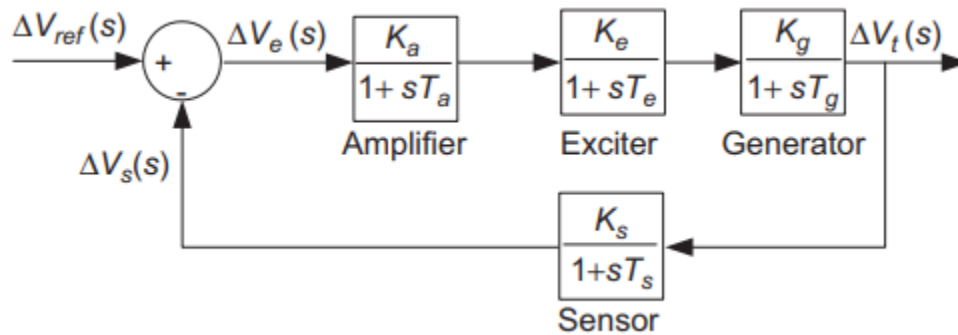 ΔV_ref(s)
+
-
ΔV_e(s)
K_a
1 + sT_a
Amplifier
K_e
1 + sT_e
Exciter
K_g
1 + sT_g
Generator
ΔV_t(s)
ΔV_s(s)
K_s
1+sT_s
Sensor